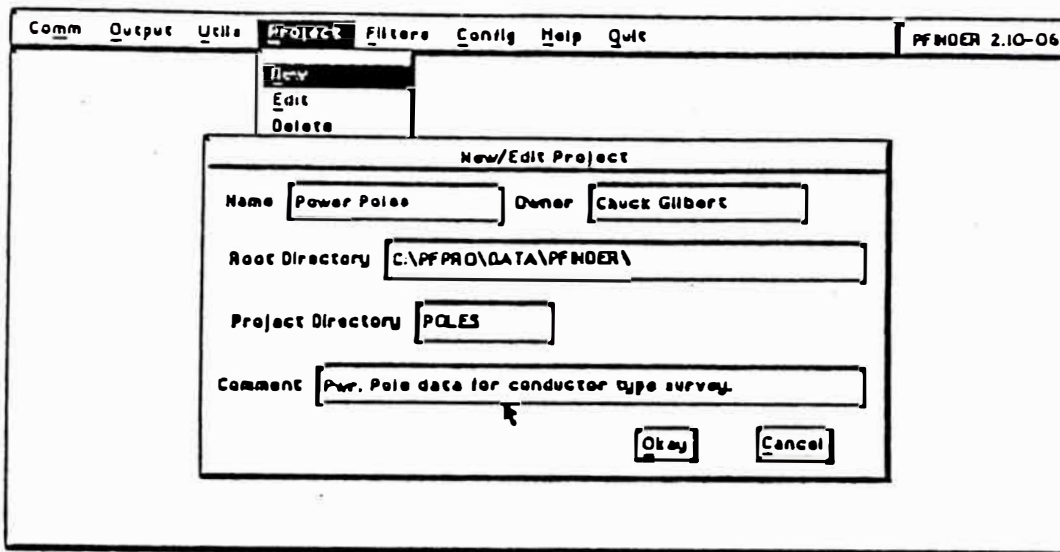 Comm Output Utils Project Filters Config Help Quit PFINDER 2.10-06
New
Edit
Delete
New/Edit Project
Name Power Poles Owner Chuck Gilbert
Root Directory C:\PFPRO\DATA\PFINDER\
Project Directory POLES
Comment Pwr. Pole data for conductor type survey.
Okay Cancel